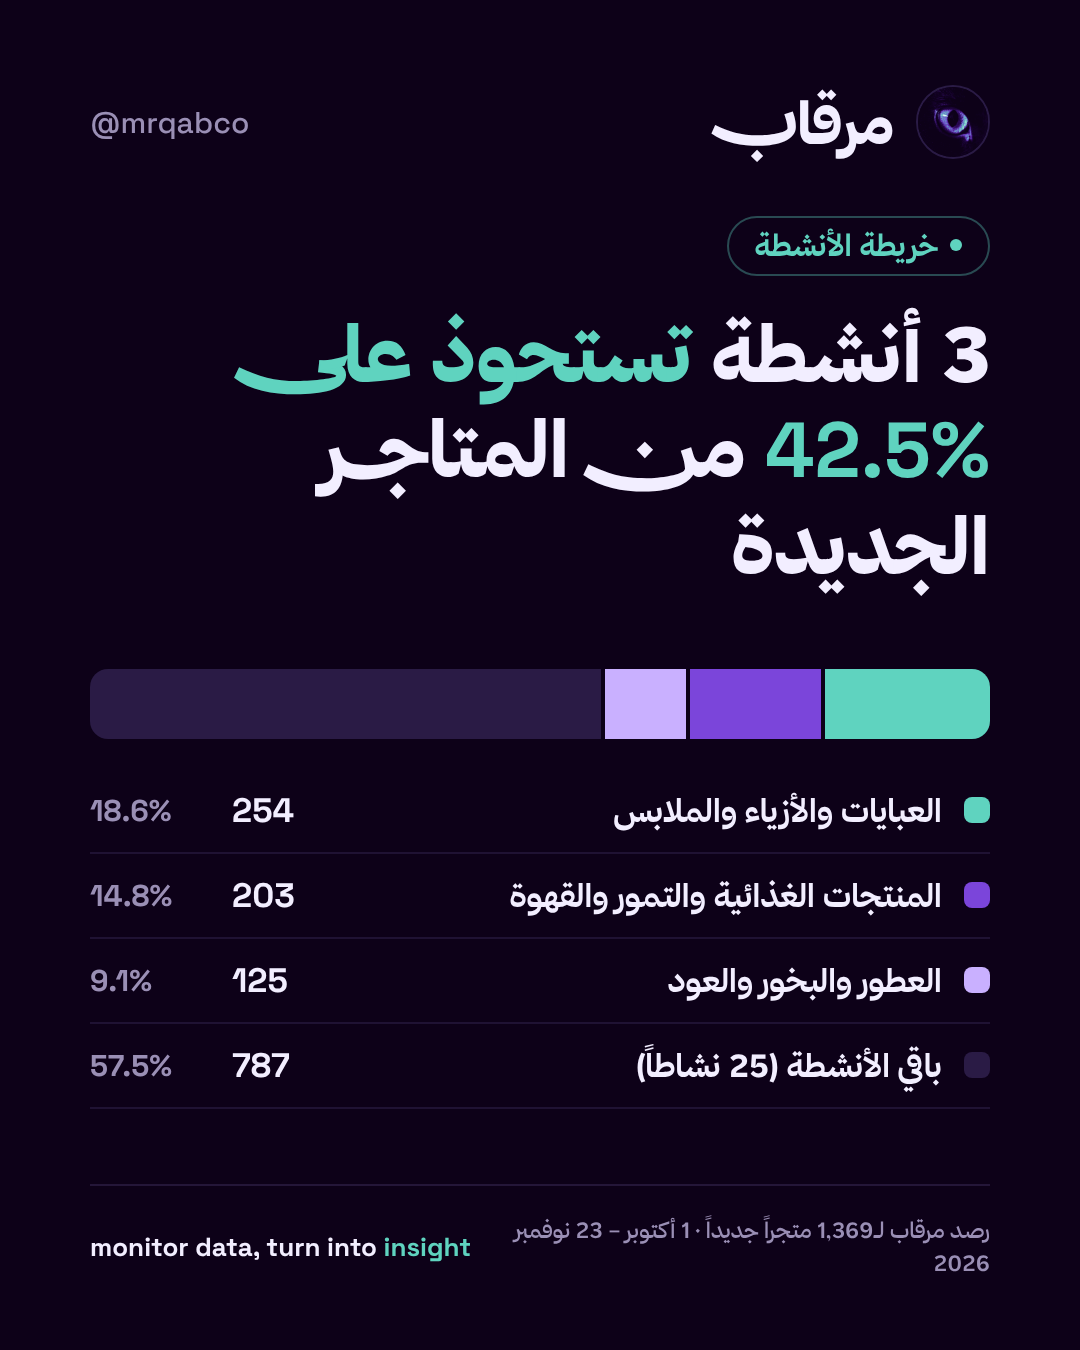 مرقاب
@mrqabco
خريطة الأنشطة
3 أنشطة تستحوذ على
42.5% من المتاجر
الجديدة
العبايات والأزياء والملابس 254 18.6%
المنتجات الغذائية والتمور والقهوة 203 14.8%
العطور والبخور والعود 125 9.1%
باقي الأنشطة (25 نشاطاً) 787 57.5%
رصد مرقاب لـ1,369 متجراً جديداً · 1 أكتوبر – 23 نوفمبر
2026
monitor data, turn into insight